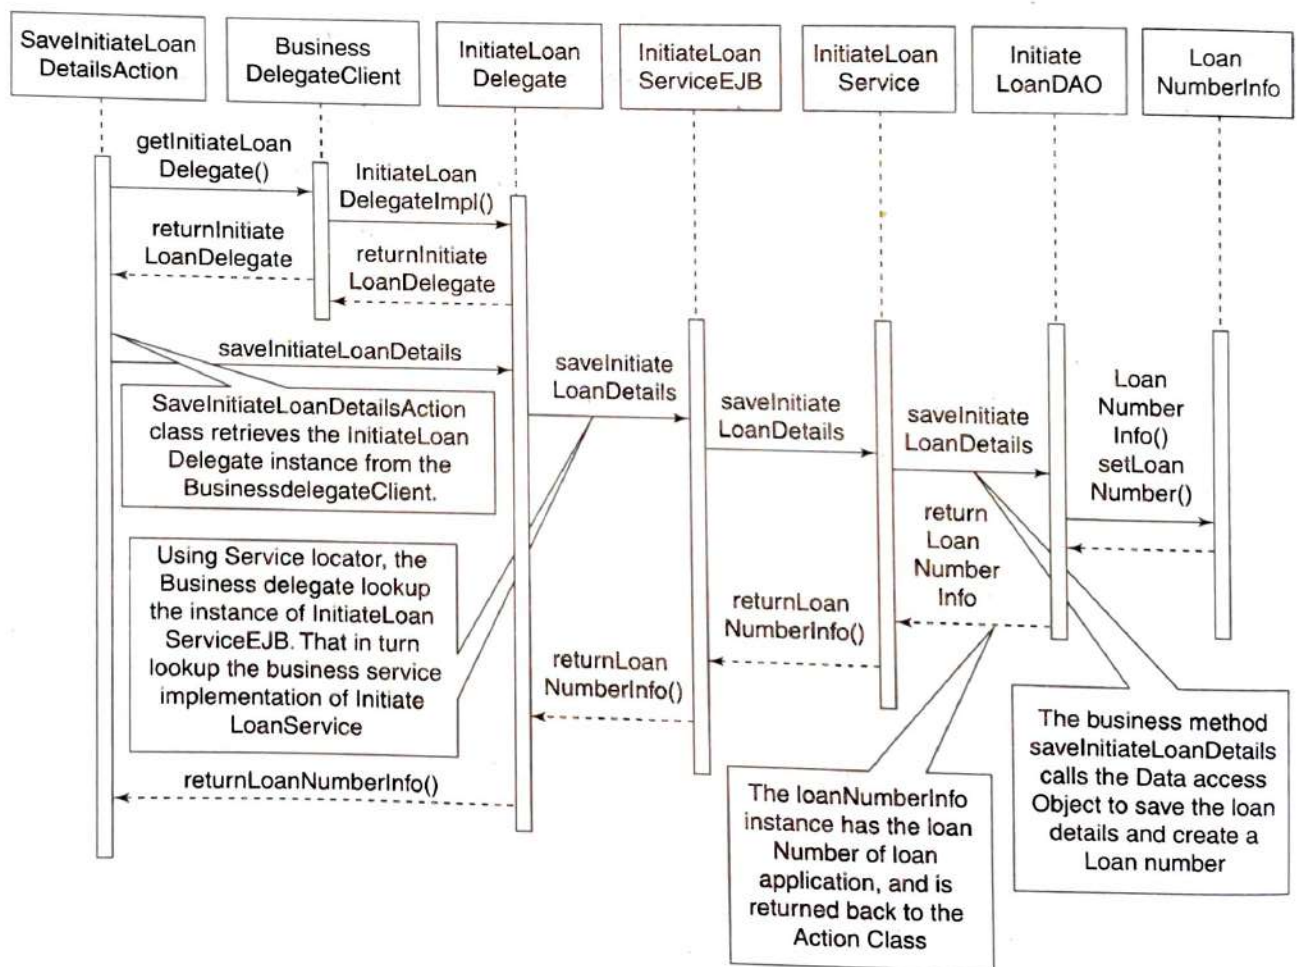 SaveInitiateLoan
DetailsAction
Business
DelegateClient
InitiateLoan
Delegate
InitiateLoan
ServiceEJB
InitiateLoan
Service
Initiate
LoanDAO
Loan
NumberInfo
getInitiateLoan
Delegate()
InitiateLoan
DelegateImpl()
returnInitiate
LoanDelegate
returnInitiate
LoanDelegate
saveInitiateLoanDetails
SaveInitiateLoanDetailsAction
class retrieves the InitiateLoan
Delegate instance from the
BusinessdelegateClient.
saveInitiate
LoanDetails
saveInitiate
LoanDetails
saveInitiate
LoanDetails
Loan
Number
Info()
setLoan
Number()
Using Service locator, the
Business delegate lookup
the instance of InitiateLoan
ServiceEJB. That in turn
lookup the business service
implementation of Initiate
LoanService
return
Loan
Number
Info
returnLoan
NumberInfo()
returnLoan
NumberInfo()
returnLoanNumberInfo()
The loanNumberInfo
instance has the loan
Number of loan
application, and is
returned back to the
Action Class
The business method
saveInitiateLoanDetails
calls the Data access
Object to save the loan
details and create a
Loan number